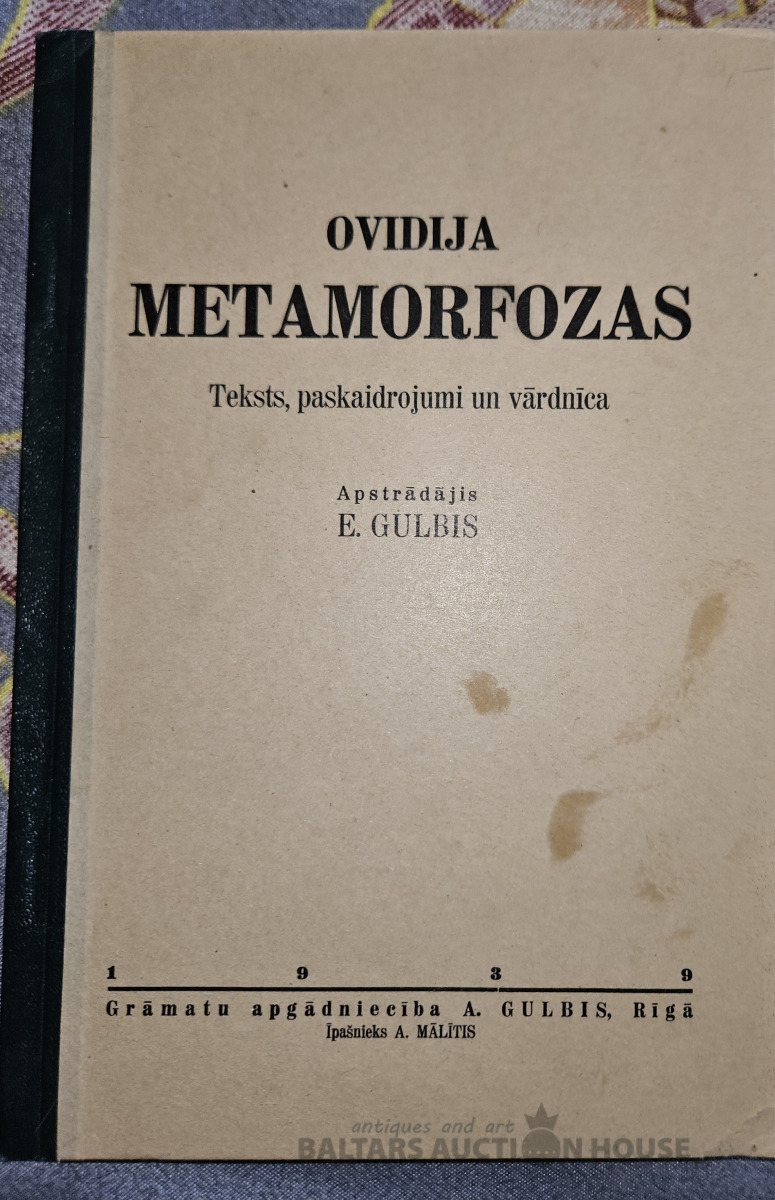 OVIDIJA
METAMORFOZAS
Teksts, paskaidrojumi un vārdnīca
Apstrādājis
E. GULBIS
1 9 3 9
Grāmatu apgādniecība A. GULBIS, Rīgā
Īpašnieks A. MĀLĪTIS
antiques and art
BALTARS AUCTION HOUSE